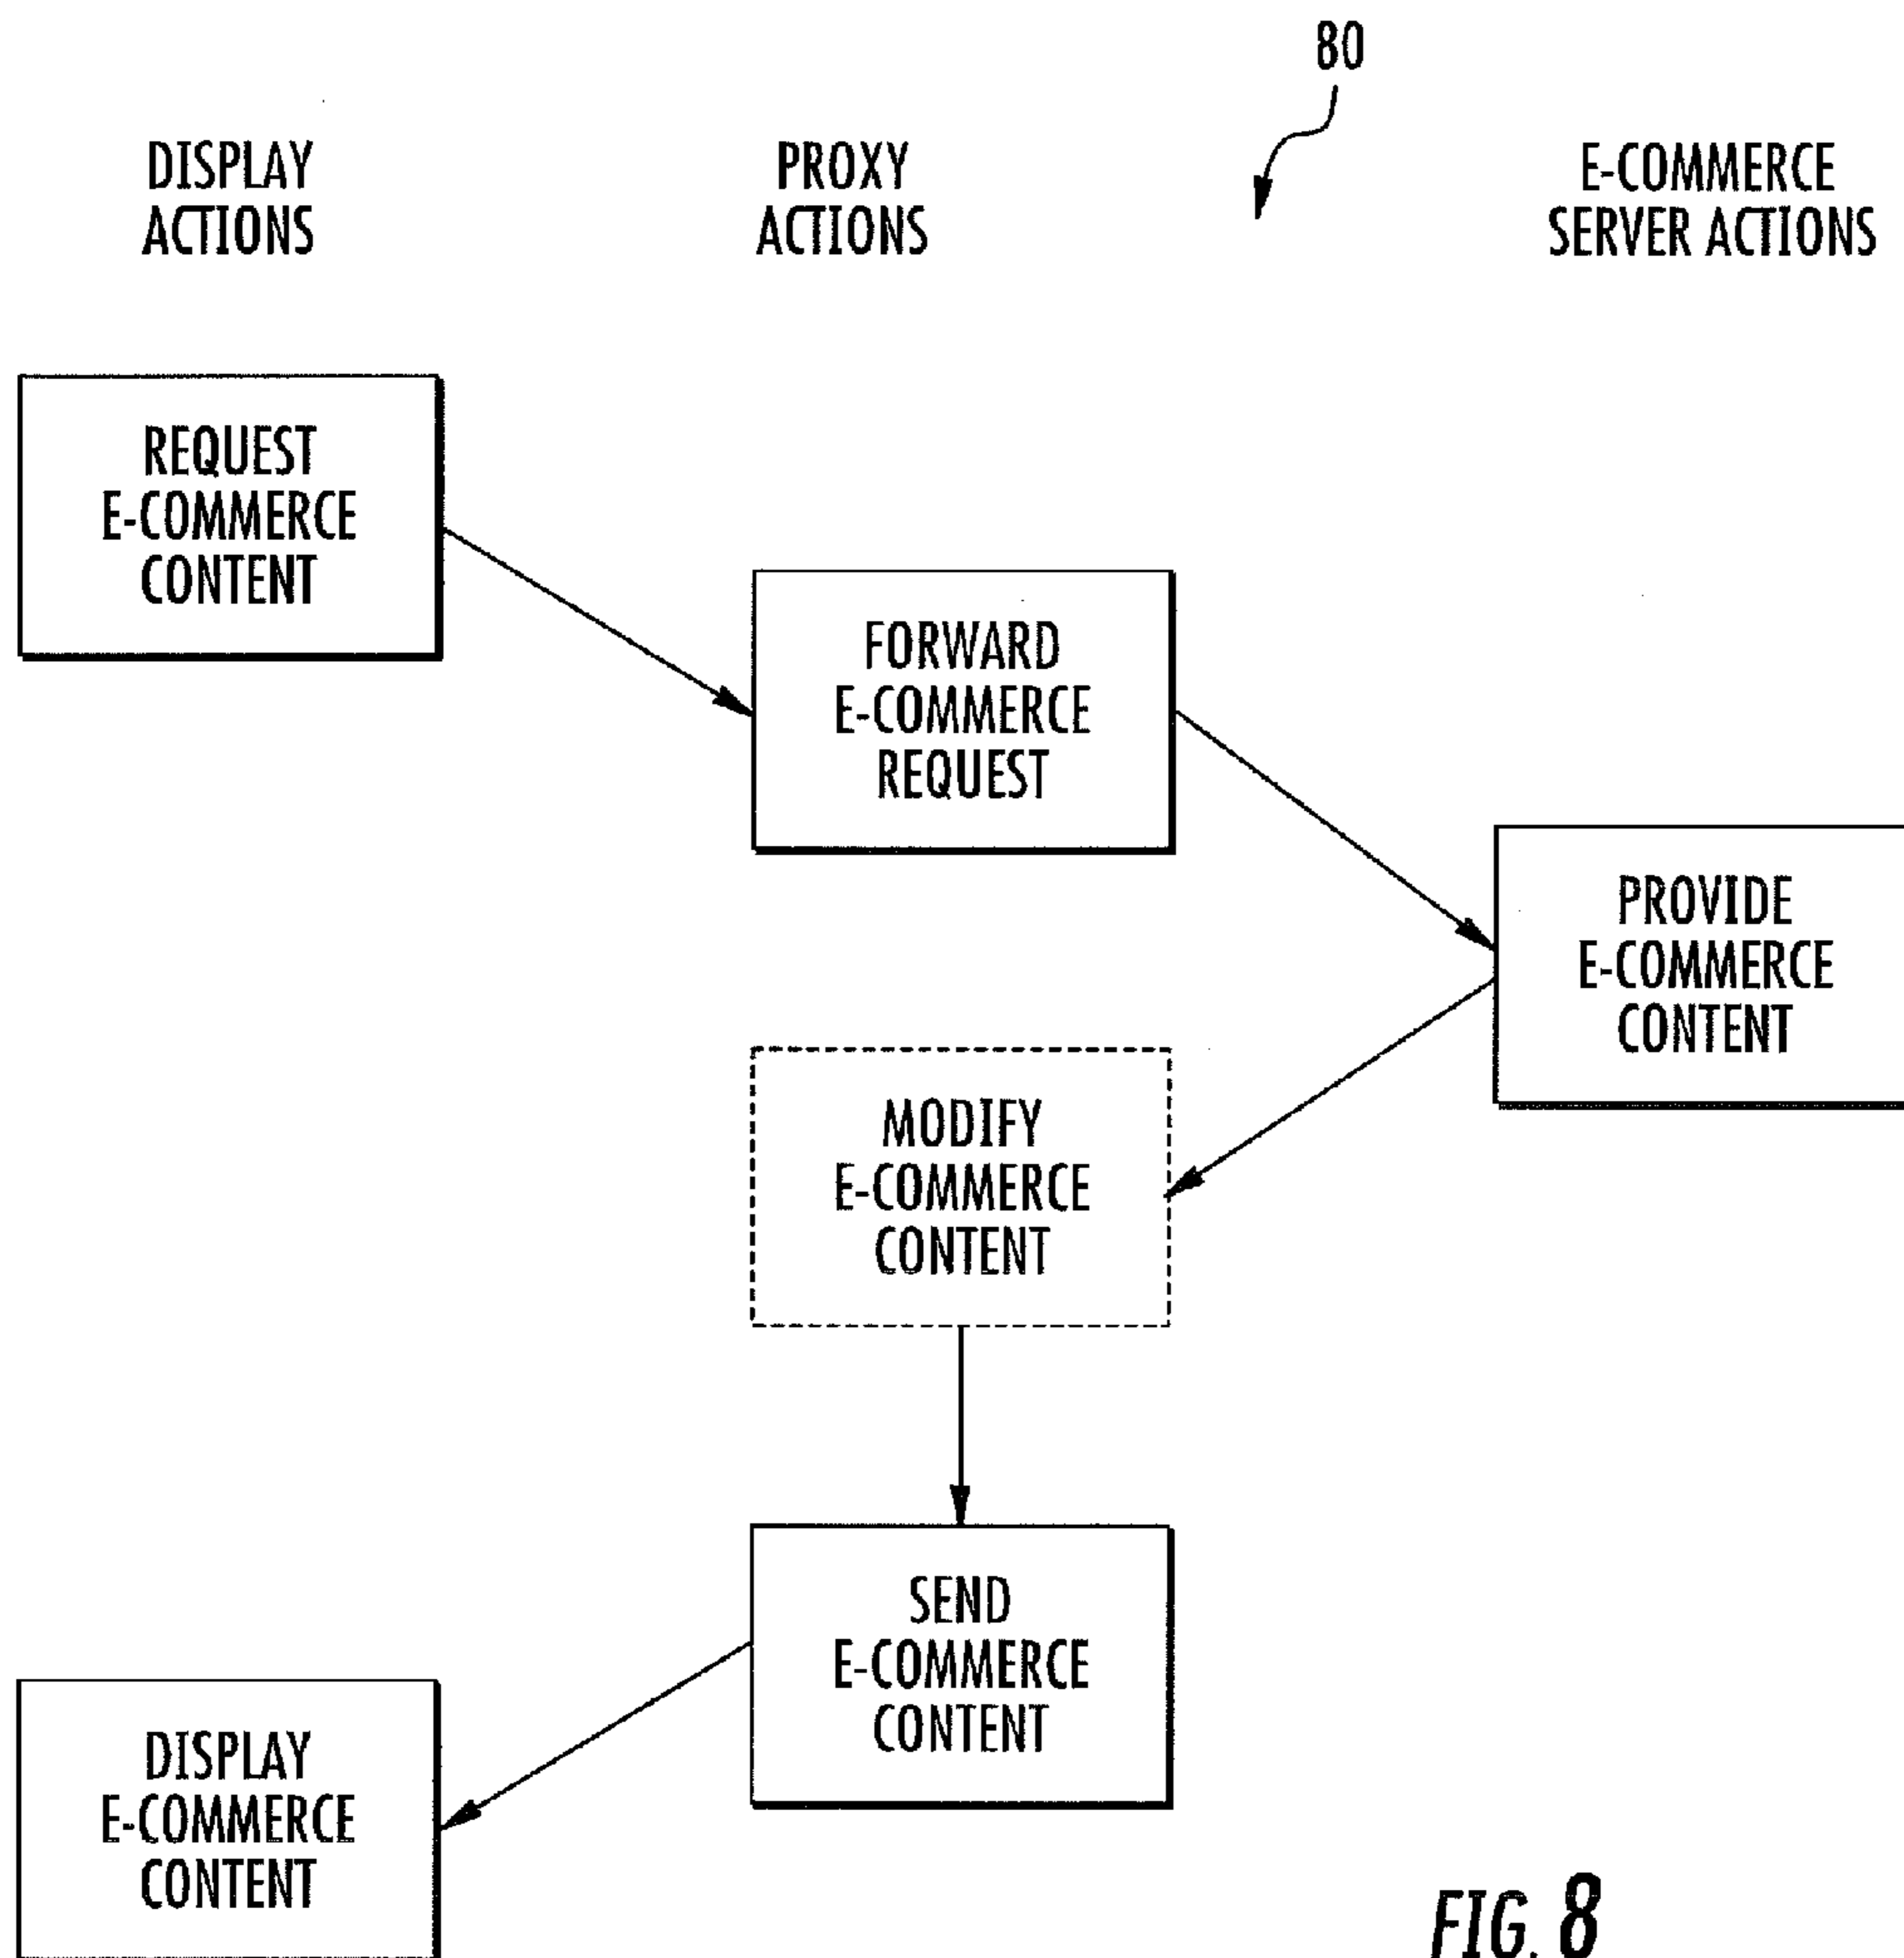 80
DISPLAY
ACTIONS
PROXY
ACTIONS
E-COMMERCE
SERVER ACTIONS
REQUEST
E-COMMERCE
CONTENT
FORWARD
E-COMMERCE
REQUEST
PROVIDE
E-COMMERCE
CONTENT
MODIFY
E-COMMERCE
CONTENT
SEND
E-COMMERCE
CONTENT
DISPLAY
E-COMMERCE
CONTENT
FIG. 8